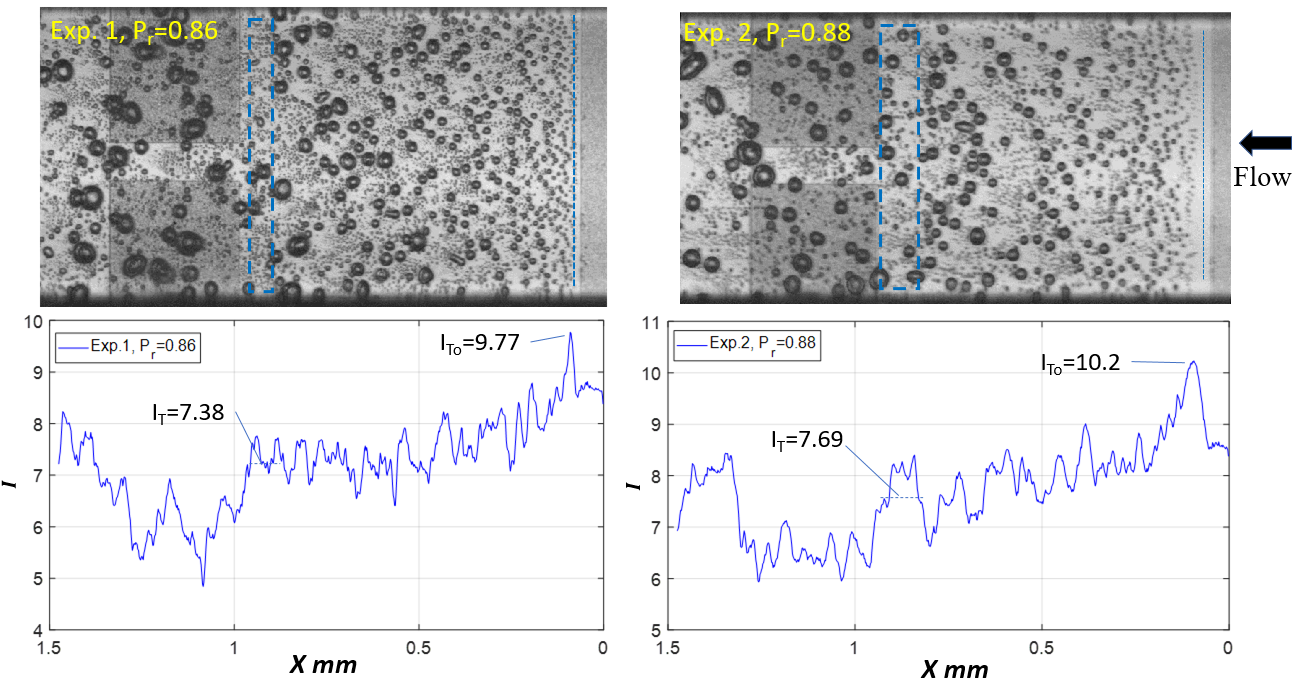 Exp. 1, Pr=0.86
Exp. 2, Pr=0.88
Flow
10
9
8
7
6
5
4
I
Exp.1, Pr=0.86
IT=7.38
ITo=9.77
1.5 1 0.5 0
X mm
11
10
9
8
7
6
5
I
Exp.2, Pr=0.88
IT=7.69
ITo=10.2
1.5 1 0.5 0
X mm